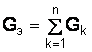 Gэ = n∑k=1 Gk